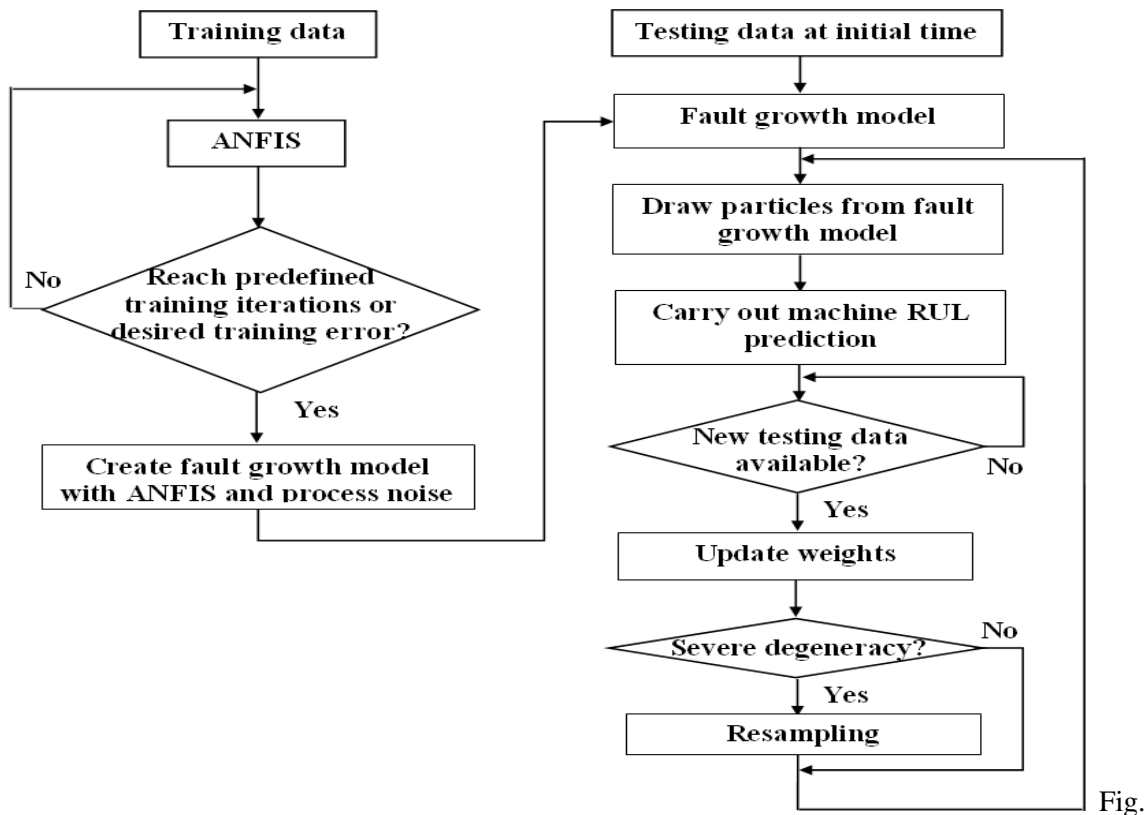 Training data
ANFIS
No
Reach predefined
training iterations or
desired training error?
Yes
Create fault growth model
with ANFIS and process noise
Testing data at initial time
Fault growth model
Draw particles from fault
growth model
Carry out machine RUL
prediction
New testing data
available?
No
Yes
Update weights
Severe degeneracy?
No
Yes
Resampling
Fig.